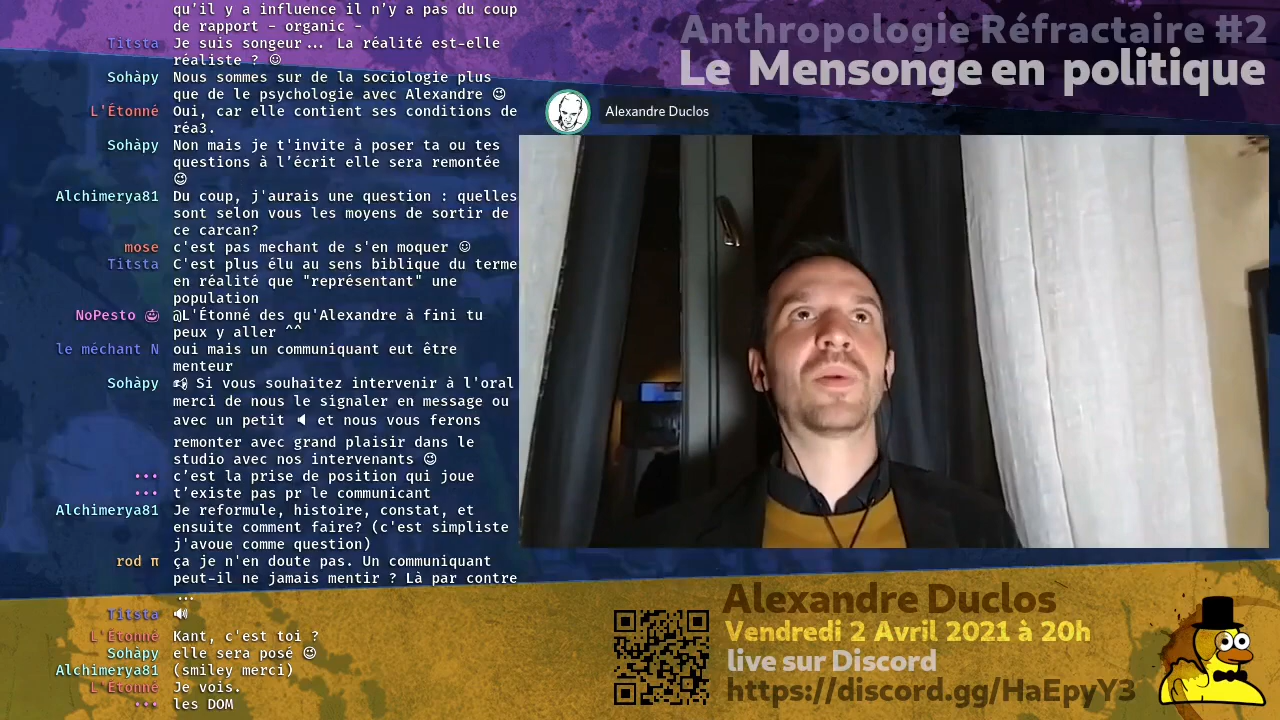 qu'il y a influence il n'y a pas du coup
de rapport - organic -
Titsta Je suis songeur... La réalité est-elle
réaliste ? ☺
Sohàpy Nous sommes sur de la sociologie plus
que de le psychologie avec Alexandre 😉
L'Étonné Oui, car elle contient ses conditions de
réa3.
Sohàpy Non mais je t'invite à poser ta ou tes
questions à l'écrit elle sera remontée
😉
Alchimerya81 Du coup, j'aurais une question : quelles
sont selon vous les moyens de sortir de
ce carcan?
mose c'est pas mechant de s'en moquer ☺
Titsta C'est plus élu au sens biblique du terme
en réalité que "représentant" une
population
NoPesto 🤖 @L'Étonné des qu'Alexandre à fini tu
peux y aller ^^
le méchant N oui mais un communiquant eut être
menteur
Sohàpy Si vous souhaitez intervenir à l'oral
merci de nous le signaler en message ou
avec un petit 🔈 et nous vous ferons
remonter avec grand plaisir dans le
studio avec nos intervenants 😉
••• c'est la prise de position qui joue
••• t'existe pas pr le communicant
Alchimerya81 Je reformule, histoire, constat, et
ensuite comment faire? (c'est simpliste
j'avoue comme question)
rod π ça je n'en doute pas. Un communiquant
peut-il ne jamais mentir ? Là par contre
...
Titsta 🔊
L'Étonné Kant, c'est toi ?
Sohàpy elle sera posé 😉
Alchimerya81 (smiley merci)
L'Étonné Je vois.
••• les DOM
Anthropologie Réfractaire #2
Le Mensonge en politique
Alexandre Duclos
Alexandre Duclos
Vendredi 2 Avril 2021 à 20h
live sur Discord
https://discord.gg/HaEpyY3